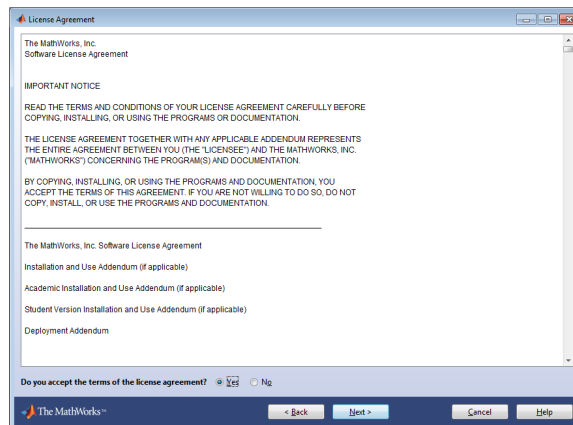 License Agreement
The MathWorks, Inc.
Software License Agreement
IMPORTANT NOTICE
READ THE TERMS AND CONDITIONS OF YOUR LICENSE AGREEMENT CAREFULLY BEFORE
COPYING, INSTALLING, OR USING THE PROGRAMS OR DOCUMENTATION.
THE LICENSE AGREEMENT TOGETHER WITH ANY APPLICABLE ADDENDUM REPRESENTS
THE ENTIRE AGREEMENT BETWEEN YOU (THE "LICENSEE") AND THE MATHWORKS, INC.
("MATHWORKS") CONCERNING THE PROGRAM(S) AND DOCUMENTATION.
BY COPYING, INSTALLING, OR USING THE PROGRAMS AND DOCUMENTATION, YOU
ACCEPT THE TERMS OF THIS AGREEMENT. IF YOU ARE NOT WILLING TO DO SO, DO NOT
COPY, INSTALL, OR USE THE PROGRAMS AND DOCUMENTATION.
The MathWorks, Inc. Software License Agreement
Installation and Use Addendum (if applicable)
Academic Installation and Use Addendum (if applicable)
Student Version Installation and Use Addendum (if applicable)
Deployment Addendum
Do you accept the terms of the license agreement? Yes No
The MathWorks™ < Back Next > Cancel Help